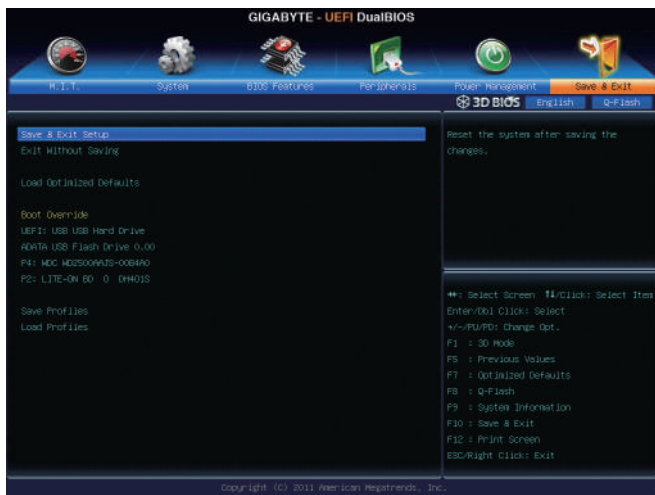 GIGABYTE - UEFI DualBIOS
M.I.T.
System
BIOS Features
Peripherals
Power Management
Save & Exit
3D BIOS
English
Q-Flash
Save & Exit Setup
Exit Without Saving
Load Optimized Defaults
Boot Override
UEFI: USB USB Hard Drive
ADATA USB Flash Drive 0.00
P4: WDC WD2500AAJS-00B4A0
P2: LITE-ON BD O DH401S
Save Profiles
Load Profiles
Reset the system after saving the
changes.
↔: Select Screen ↑↓/Click: Select Item
Enter/Dbl Click: Select
+/-/PU/PD: Change Opt.
F1 : 3D Mode
F5 : Previous Values
F7 : Optimized Defaults
F8 : Q-Flash
F9 : System Information
F10 : Save & Exit
F12 : Print Screen
ESC/Right Click: Exit
Copyright (C) 2011 American Megatrends, Inc.